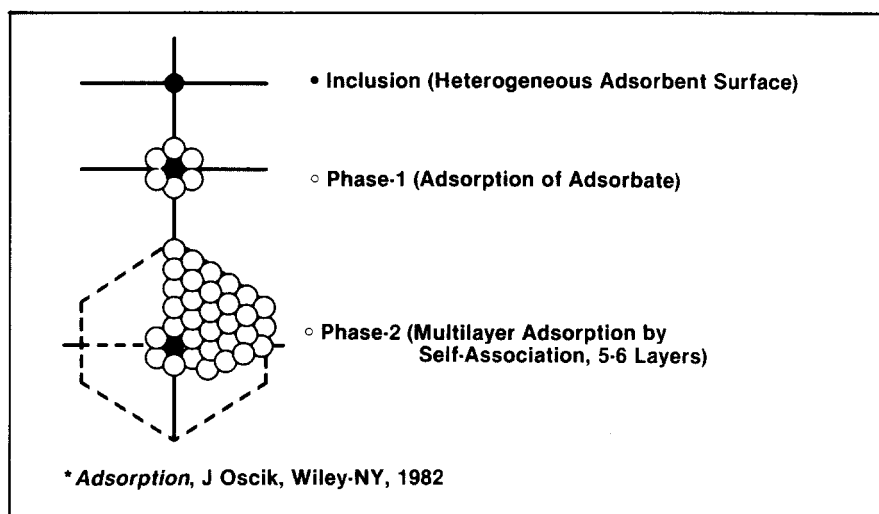 • Inclusion (Heterogeneous Adsorbent Surface)
○ Phase-1 (Adsorption of Adsorbate)
○ Phase-2 (Multilayer Adsorption by
Self-Association, 5-6 Layers)
* Adsorption, J Oscik, Wiley-NY, 1982